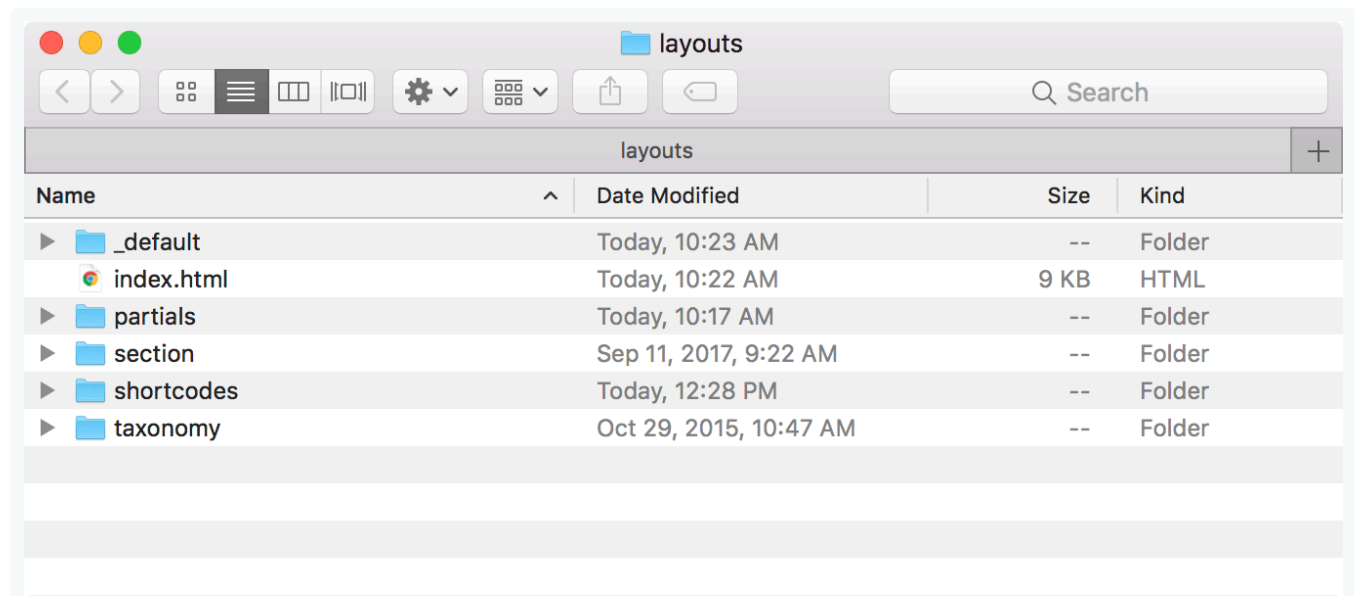 layouts
Search
layouts
Name Date Modified Size Kind
_default Today, 10:23 AM -- Folder
index.html Today, 10:22 AM 9 KB HTML
partials Today, 10:17 AM -- Folder
section Sep 11, 2017, 9:22 AM -- Folder
shortcodes Today, 12:28 PM -- Folder
taxonomy Oct 29, 2015, 10:47 AM -- Folder